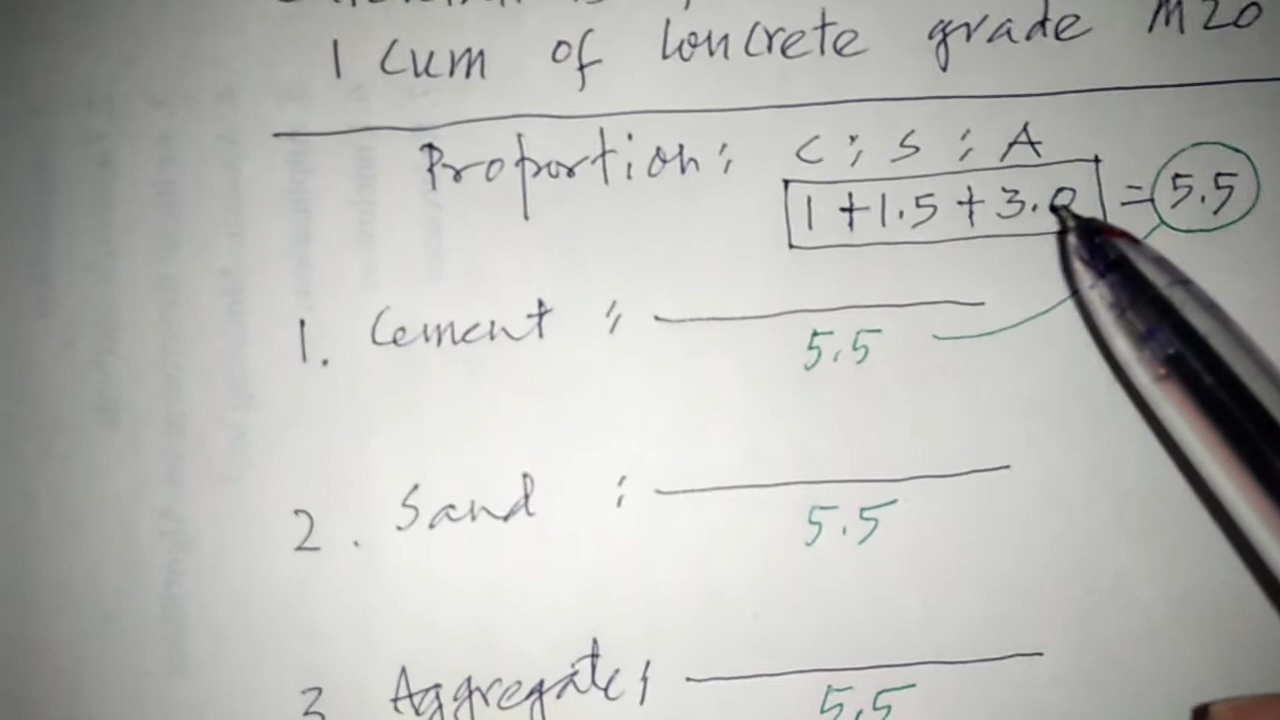 1 Cum of Concrete grade M20
Proportion: C : S : A
1 + 1.5 + 3.0 = 5.5
1. Cement :
5.5
2. Sand :
5.5
3 Aggregate:
5.5